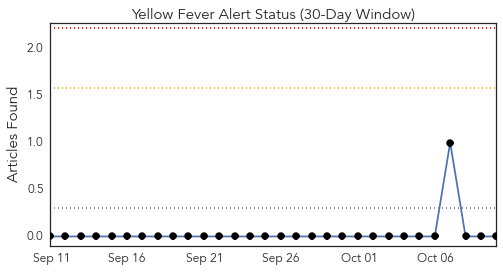 Yellow Fever Alert Status (30-Day Window)
Articles Found
2.0
1.5
1.0
0.5
0.0
Sep 11 Sep 16 Sep 21 Sep 26 Oct 01 Oct 06